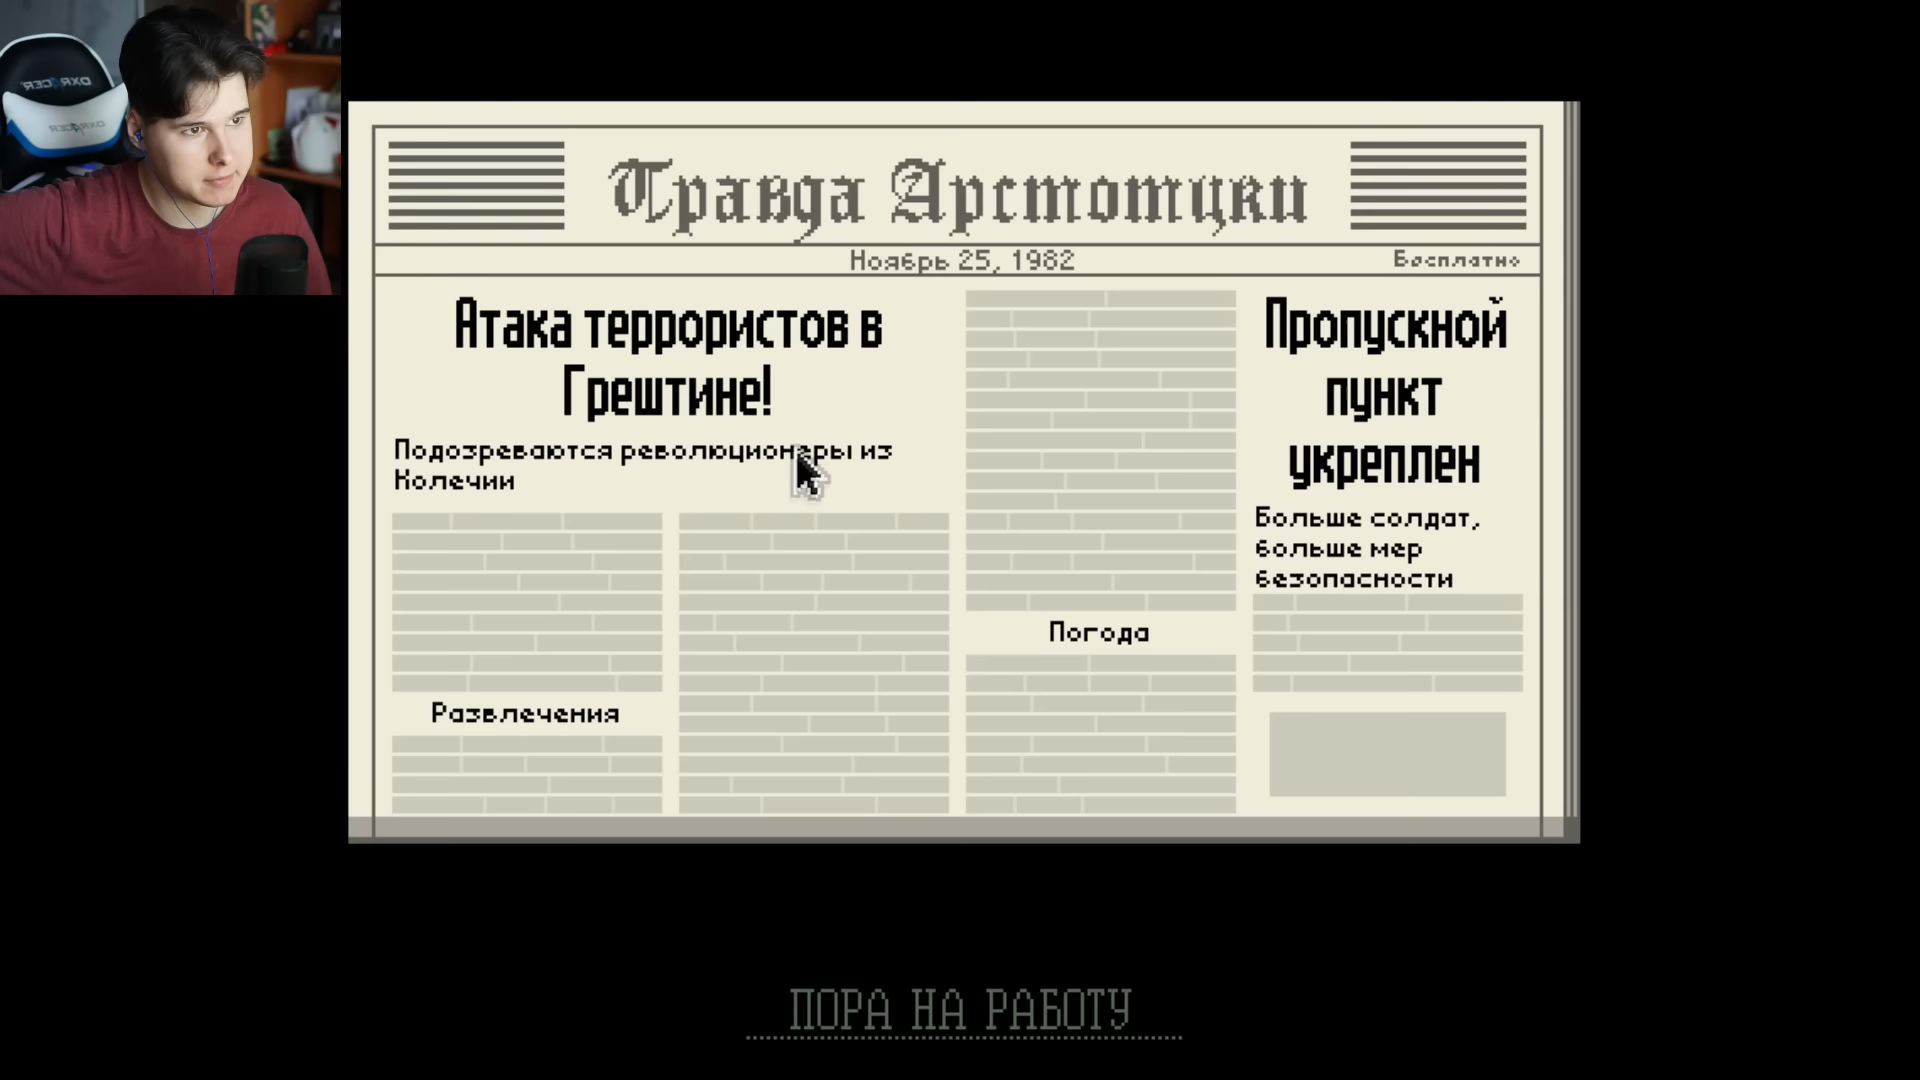 Правда Арстотцки
Ноябрь 25, 1982
Бесплатно
Атака террористов в
Грештине!
Подозреваются революционеры из
Колечии
Развлечения
Погода
Пропускной
пункт
укреплен
Больше солдат,
больше мер
безопасности
ПОРА НА РАБОТУ